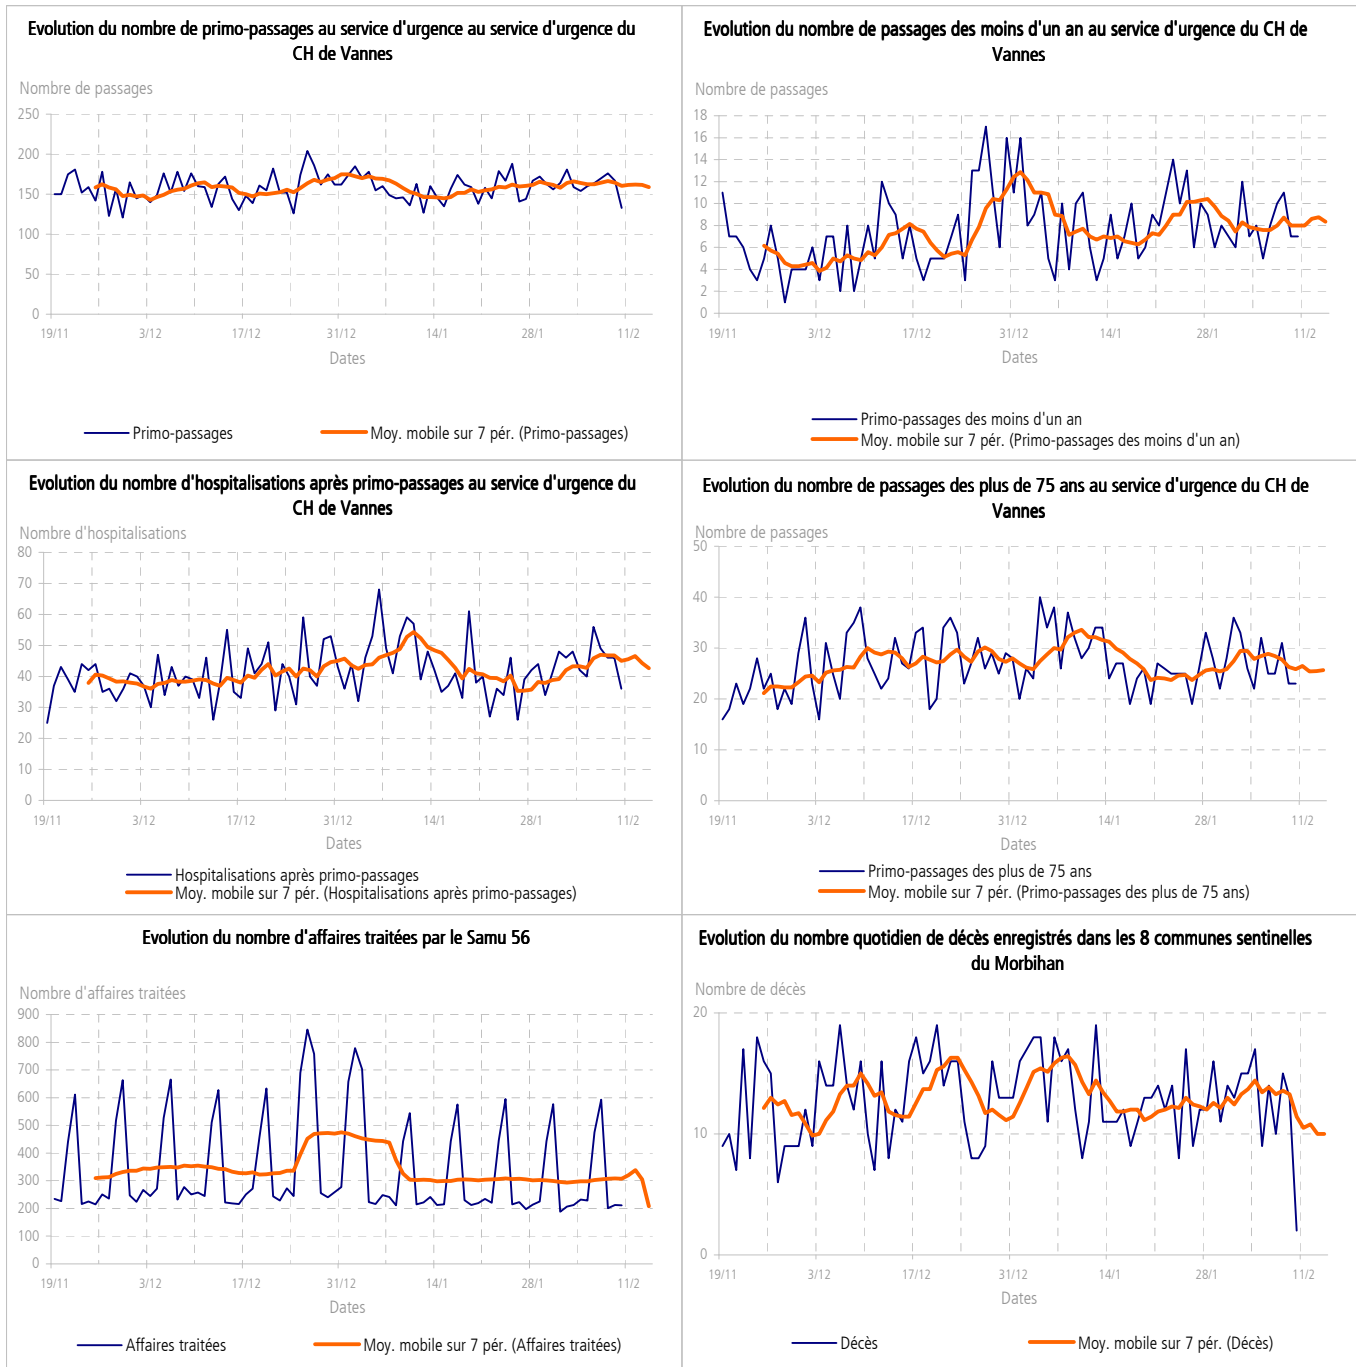 Evolution du nombre de primo-passages au service d'urgence au service d'urgence du
CH de Vannes
Nombre de passages
250
200
150
100
50
0
19/11 3/12 17/12 31/12 14/1 28/1 11/2
Dates
Primo-passages Moy. mobile sur 7 pér. (Primo-passages)
Evolution du nombre de passages des moins d'un an au service d'urgence du CH de
Vannes
Nombre de passages
18
16
14
12
10
8
6
4
2
0
19/11 3/12 17/12 31/12 14/1 28/1 11/2
Dates
Primo-passages des moins d'un an
Moy. mobile sur 7 pér. (Primo-passages des moins d'un an)
Evolution du nombre d'hospitalisations après primo-passages au service d'urgence du
CH de Vannes
Nombre d'hospitalisations
80
70
60
50
40
30
20
10
0
19/11 3/12 17/12 31/12 14/1 28/1 11/2
Dates
Hospitalisations après primo-passages
Moy. mobile sur 7 pér. (Hospitalisations après primo-passages)
Evolution du nombre de passages des plus de 75 ans au service d'urgence du CH de
Vannes
Nombre de passages
50
40
30
20
10
0
19/11 3/12 17/12 31/12 14/1 28/1 11/2
Dates
Primo-passages des plus de 75 ans
Moy. mobile sur 7 pér. (Primo-passages des plus de 75 ans)
Evolution du nombre d'affaires traitées par le Samu 56
Nombre d'affaires traitées
900
800
700
600
500
400
300
200
100
0
19/11 3/12 17/12 31/12 14/1 28/1 11/2
Dates
Affaires traitées Moy. mobile sur 7 pér. (Affaires traitées)
Evolution du nombre quotidien de décès enregistrés dans les 8 communes sentinelles
du Morbihan
Nombre de décès
20
10
0
19/11 3/12 17/12 31/12 14/1 28/1 11/2
Dates
Décès Moy. mobile sur 7 pér. (Décès)